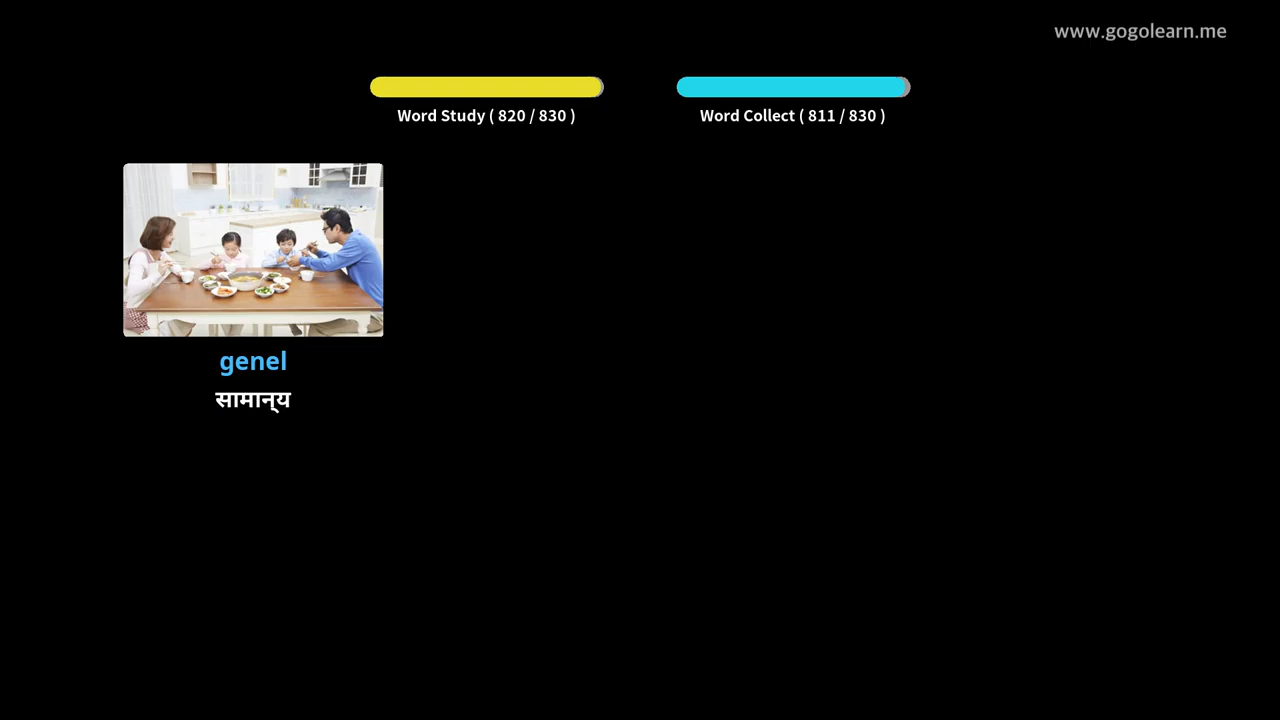 www.gogolearn.me
Word Study ( 820 / 830 )
Word Collect ( 811 / 830 )
genel
सामान्य